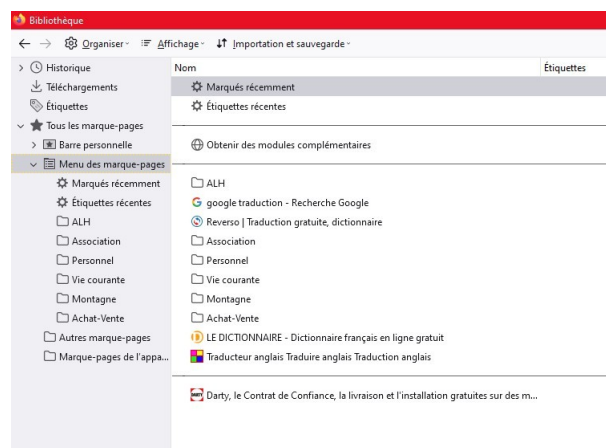 Bibliothèque
Organiser
Affichage
Importation et sauvegarde
Historique
Téléchargements
Étiquettes
Tous les marque-pages
Barre personnelle
Menu des marque-pages
Marqués récemment
Étiquettes récentes
ALH
Association
Personnel
Vie courante
Montagne
Achat-Vente
Autres marque-pages
Marque-pages de l'appa...
Nom
Étiquettes
Marqués récemment
Étiquettes récentes
Obtenir des modules complémentaires
ALH
google traduction - Recherche Google
Reverso | Traduction gratuite, dictionnaire
Association
Personnel
Vie courante
Montagne
Achat-Vente
LE DICTIONNAIRE - Dictionnaire français en ligne gratuit
Traducteur anglais Traduire anglais Traduction anglais
Darty, le Contrat de Confiance, la livraison et l'installation gratuites sur des m...